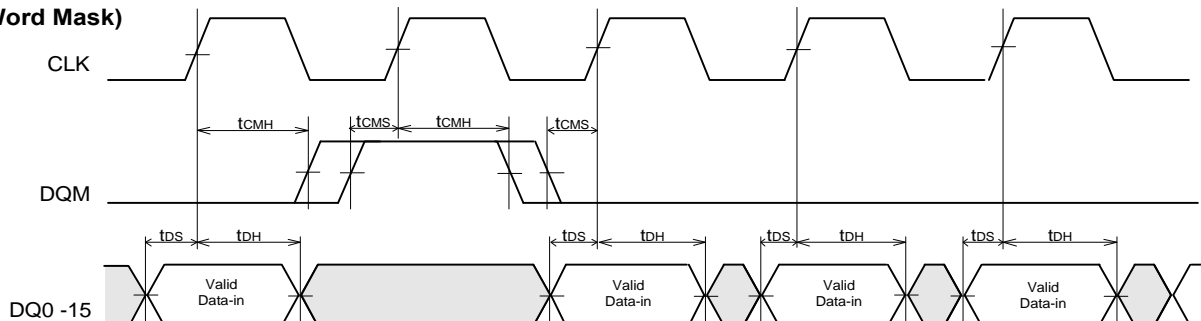 Word Mask)
CLK
tCMH tCMS tCMH tCMS
DQM
tDS tDH tDS tDH tDS tDH tDS tDH
Valid Valid Valid Valid
Data-in Data-in Data-in Data-in
DQ0 -15